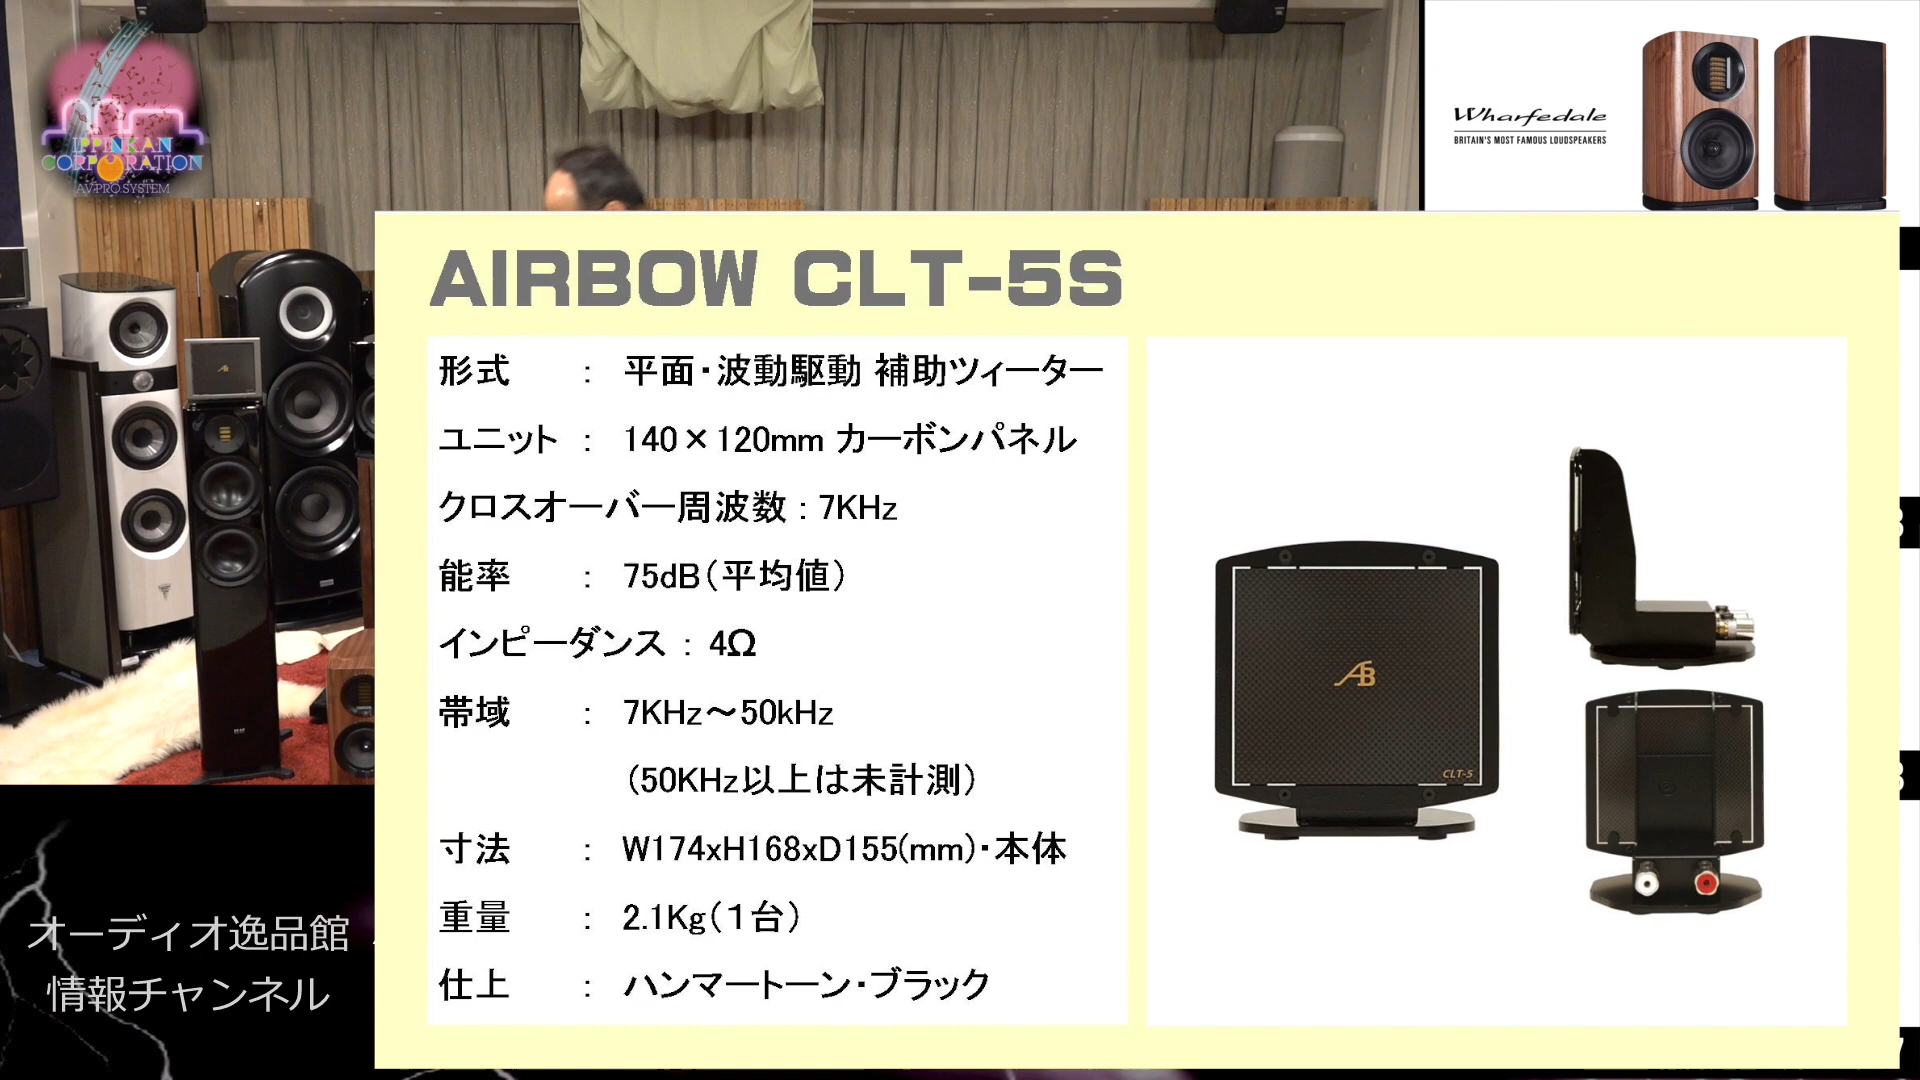 IPPINKAN
CORPORATION
AVPRO SYSTEM
Wharfedale
BRITAIN'S MOST FAMOUS LOUDSPEAKERS
AIRBOW CLT-5S
形式 : 平面・波動駆動 補助ツィーター
ユニット : 140×120mm カーボンパネル
クロスオーバー周波数 : 7KHz
能率 : 75dB（平均値）
インピーダンス : 4Ω
帯域 : 7KHz～50kHz
（50KHz以上は未計測）
寸法 : W174xH168xD155(mm)・本体
重量 : 2.1Kg（１台）
仕上 : ハンマートーン・ブラック
AB
CLT-5
オーディオ逸品館
情報チャンネル